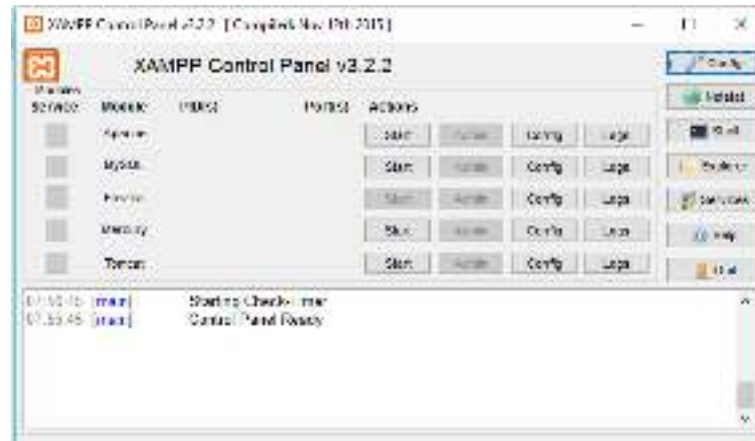 XAMPP Control Panel v3.2.2 [ Compiled: Nov 12th 2015 ]
XAMPP Control Panel v3.2.2
Config
Modules
Service Module PID(s) Port(s) Actions
Netstat
Apache Start Admin Config Logs
Shell
MySQL Start Admin Config Logs
Explorer
FileZilla Start Admin Config Logs
Services
Mercury Start Admin Config Logs
Help
Tomcat Start Admin Config Logs
Quit
[main] Starting Check-Timer
[main] Control Panel Ready